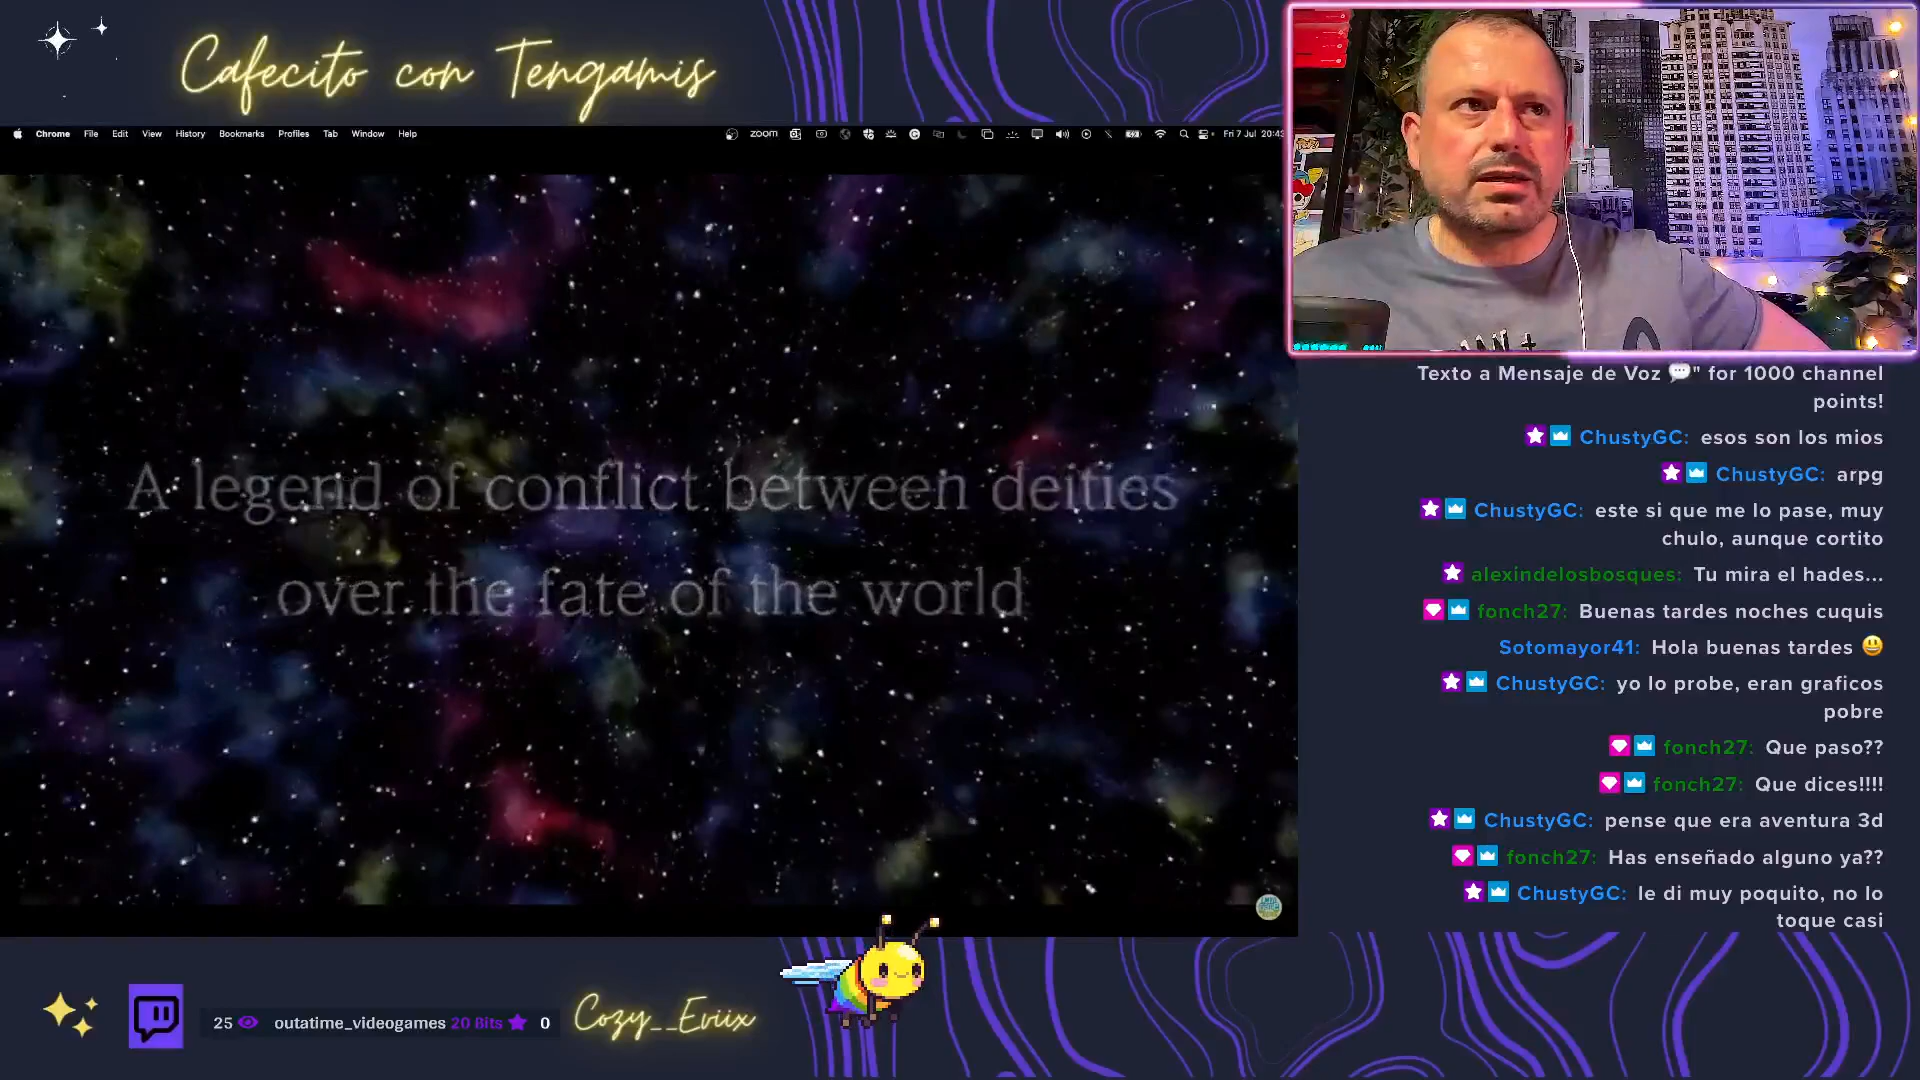 Cafecito con Tengamis
Chrome File Edit View History Bookmarks Profiles Tab Window Help
zoom
Fri 7 Jul 20:43
A legend of conflict between deities
over the fate of the world
Texto a Mensaje de Voz 💬" for 1000 channel
points!
ChustyGC: esos son los mios
ChustyGC: arpg
ChustyGC: este si que me lo pase, muy
chulo, aunque cortito
alexindelosbosques: Tu mira el hades...
fonch27: Buenas tardes noches cuquis
Sotomayor41: Hola buenas tardes 😃
ChustyGC: yo lo probe, eran graficos
pobre
fonch27: Que paso??
fonch27: Que dices!!!!
ChustyGC: pense que era aventura 3d
fonch27: Has enseñado alguno ya??
ChustyGC: le di muy poquito, no lo
toque casi
25 outatime_videogames 20 Bits 0
Cozy__Eviix